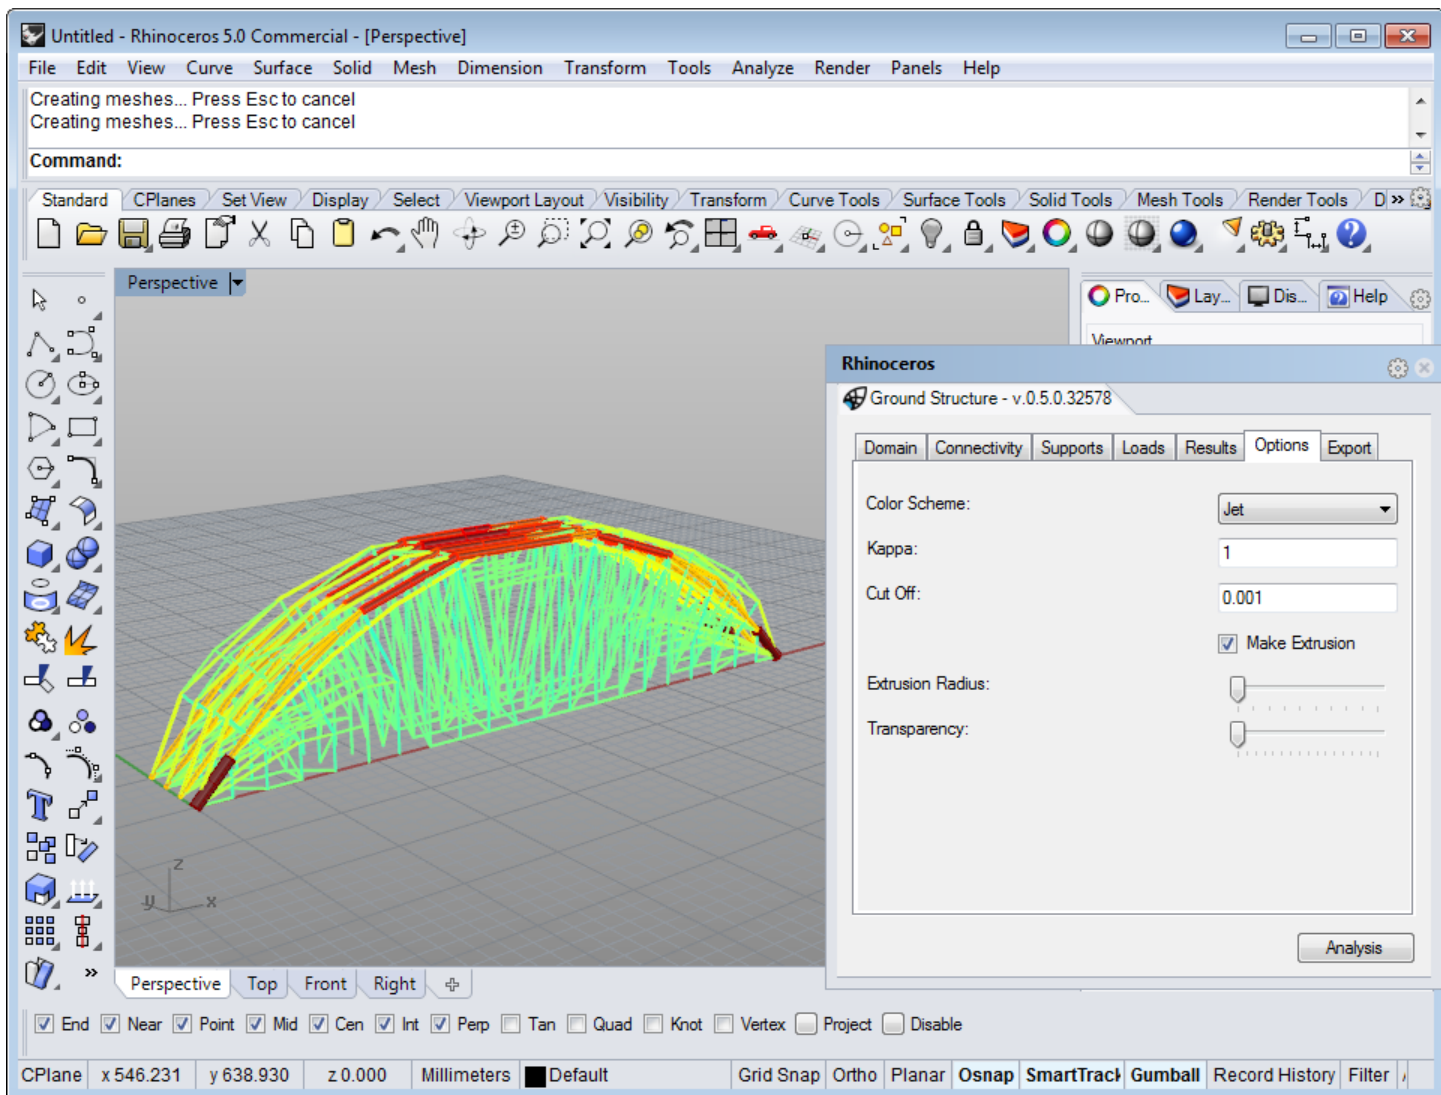 Untitled - Rhinoceros 5.0 Commercial - [Perspective]
File Edit View Curve Surface Solid Mesh Dimension Transform Tools Analyze Render Panels Help
Creating meshes... Press Esc to cancel
Creating meshes... Press Esc to cancel
Command:
Standard CPlanes Set View Display Select Viewport Layout Visibility Transform Curve Tools Surface Tools Solid Tools Mesh Tools Render Tools D »
Perspective
Pro... Lay... Dis... Help
Viewport
Rhinoceros
Ground Structure - v.0.5.0.32578
Domain Connectivity Supports Loads Results Options Export
Color Scheme: Jet
Kappa: 1
Cut Off: 0.001
Make Extrusion
Extrusion Radius:
Transparency:
Analysis
z
y x
»
Perspective Top Front Right
End Near Point Mid Cen Int Perp Tan Quad Knot Vertex Project Disable
CPlane x 546.231 y 638.930 z 0.000 Millimeters Default Grid Snap Ortho Planar Osnap SmartTrack Gumball Record History Filter